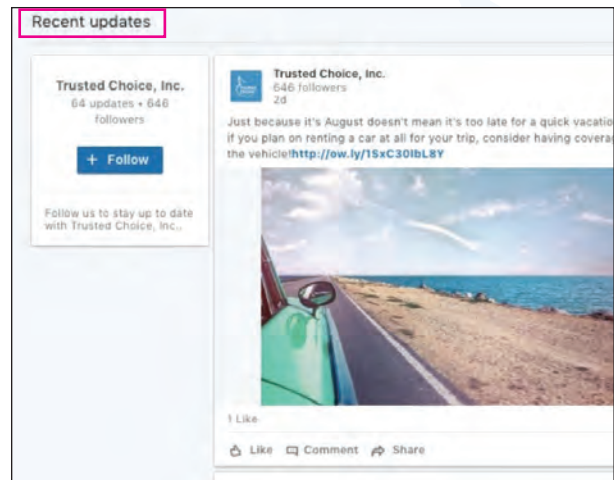 Recent updates
Trusted Choice, Inc.
64 updates • 646
followers
+ Follow
Follow us to stay up to date
with Trusted Choice, Inc..
Trusted Choice, Inc.
646 followers
2d
Just because it's August doesn't mean it's too late for a quick vacatio
if you plan on renting a car at all for your trip, consider having covera
the vehicle!http://ow.ly/1SxC30lbL8Y
1 Like
Like Comment Share